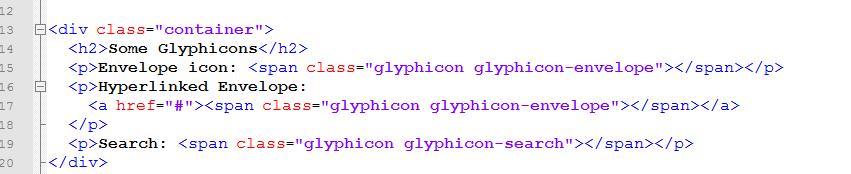 12
13 <div class="container">
14 <h2>Some Glyphicons</h2>
15 <p>Envelope icon: <span class="glyphicon glyphicon-envelope"></span></p>
16 <p>Hyperlinked Envelope:
17 <a href="#"><span class="glyphicon glyphicon-envelope"></span></a>
18 </p>
19 <p>Search: <span class="glyphicon glyphicon-search"></span></p>
20 </div>